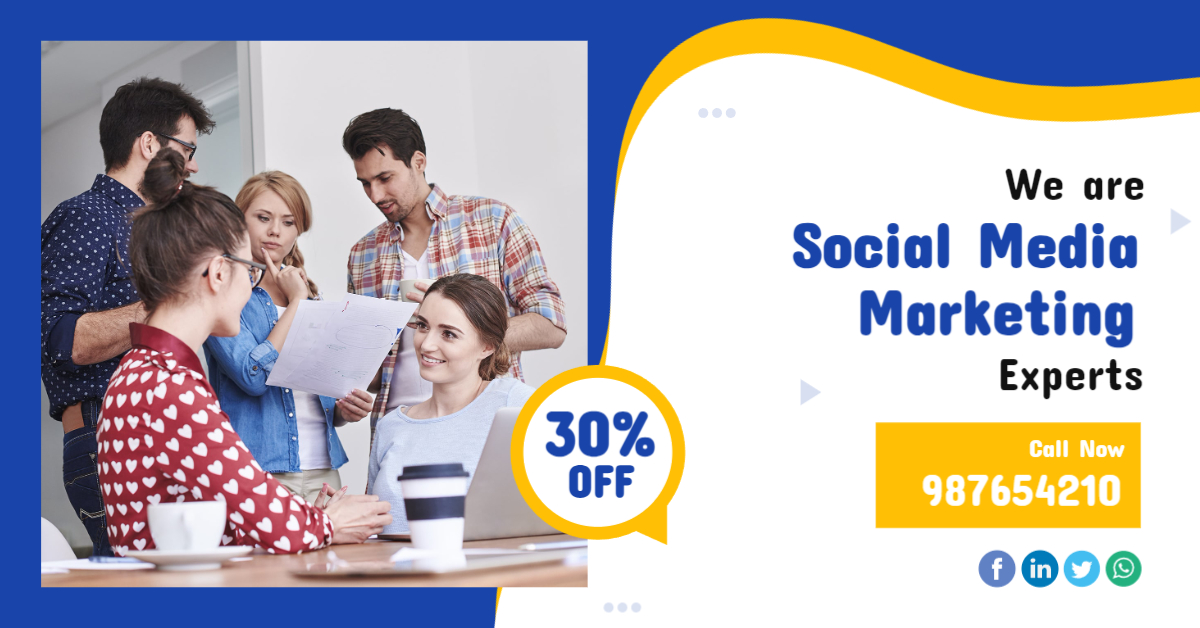 We are
Social Media
Marketing
Experts
30%
OFF
Call Now
987654210